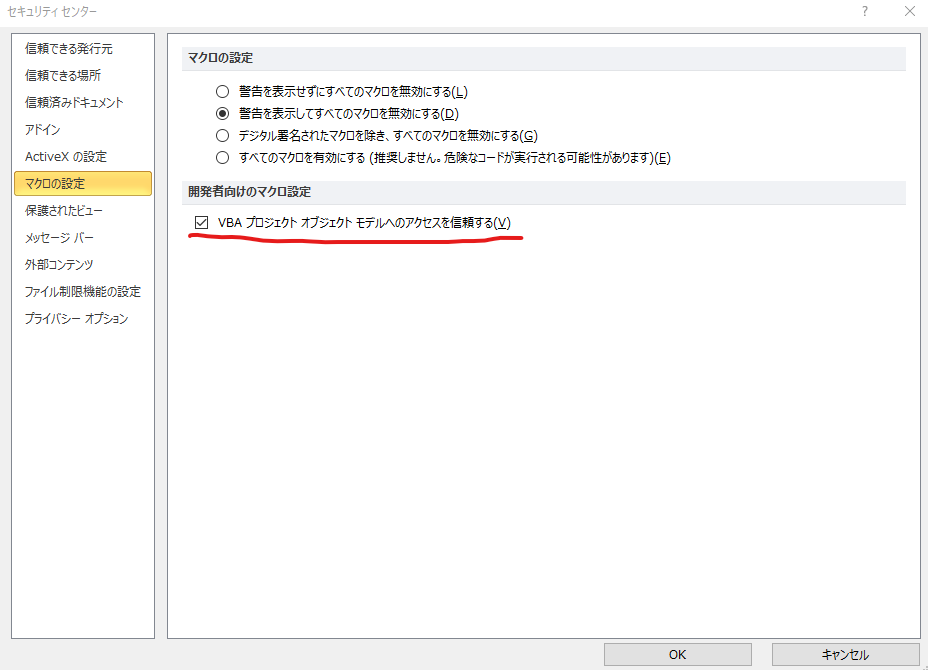 セキュリティ センター
?
信頼できる発行元
信頼できる場所
信頼済みドキュメント
アドイン
ActiveX の設定
マクロの設定
保護されたビュー
メッセージ バー
外部コンテンツ
ファイル制限機能の設定
プライバシー オプション
マクロの設定
警告を表示せずにすべてのマクロを無効にする(L)
警告を表示してすべてのマクロを無効にする(D)
デジタル署名されたマクロを除き、すべてのマクロを無効にする(G)
すべてのマクロを有効にする (推奨しません。危険なコードが実行される可能性があります)(E)
開発者向けのマクロ設定
VBA プロジェクト オブジェクト モデルへのアクセスを信頼する(V)
OK
キャンセル